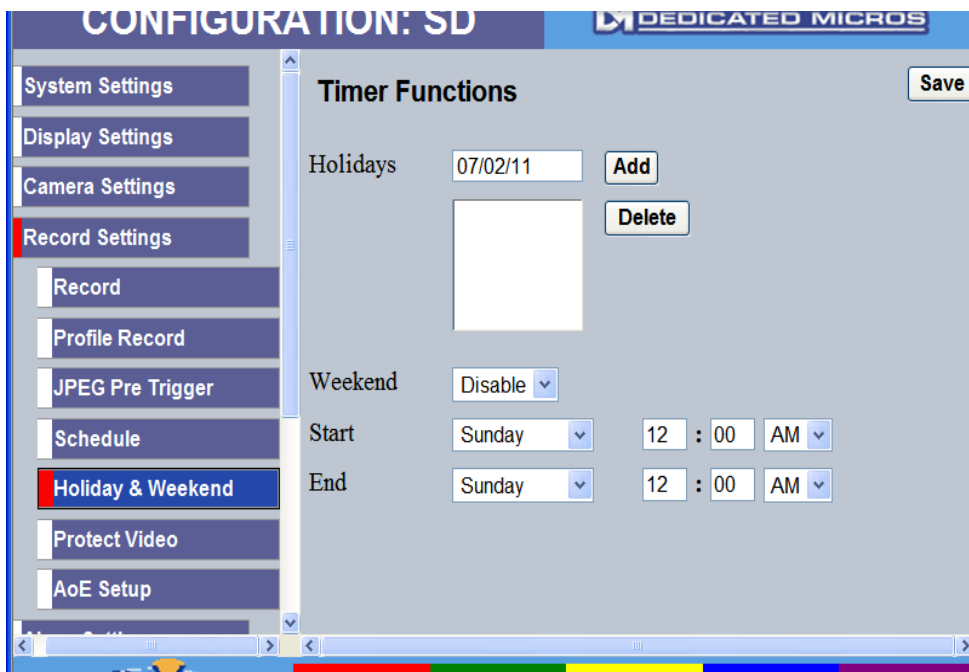 CONFIGURATION: SD
DEDICATED MICROS
System Settings
Display Settings
Camera Settings
Record Settings
Record
Profile Record
JPEG Pre Trigger
Schedule
Holiday & Weekend
Protect Video
AoE Setup
Timer Functions
Save
Holidays 07/02/11 Add
Delete
Weekend Disable
Start Sunday 12 : 00 AM
End Sunday 12 : 00 AM